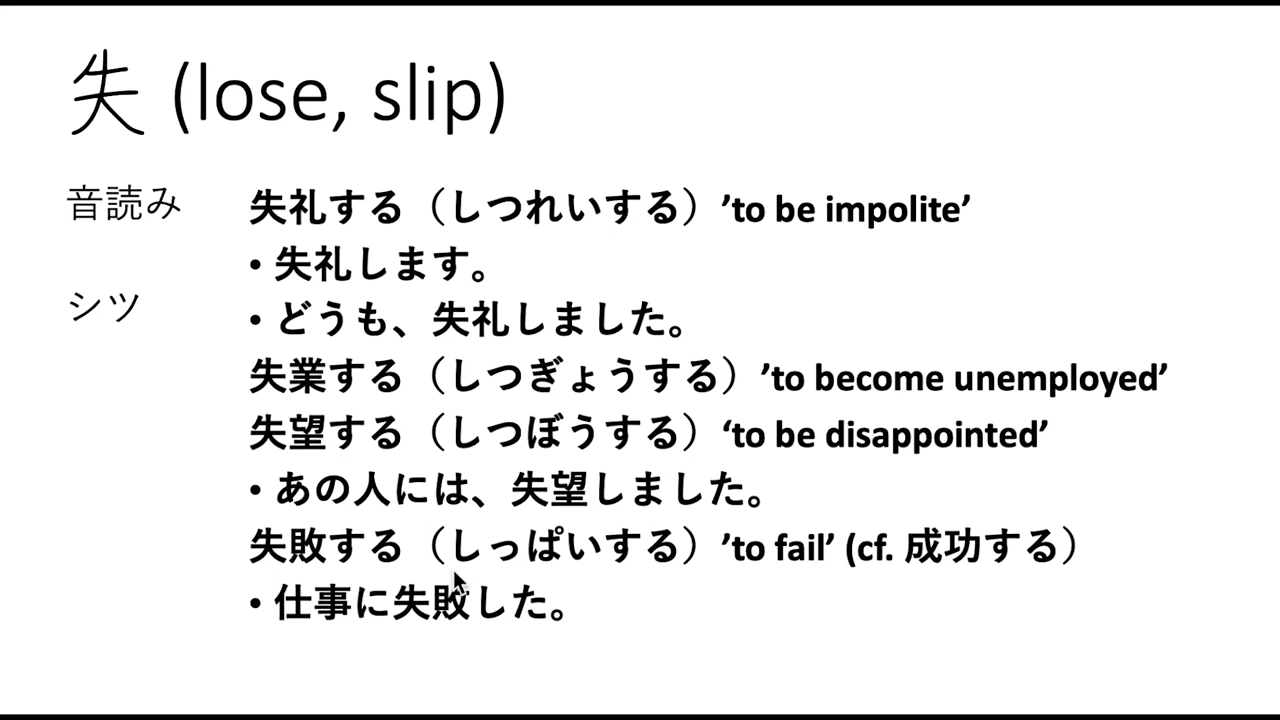 失 (lose, slip)
音読み
シツ
失礼する（しつれいする）’to be impolite’
• 失礼します。
• どうも、失礼しました。
失業する（しつぎょうする）’to become unemployed’
失望する（しつぼうする）‘to be disappointed’
• あの人には、失望しました。
失敗する（しっぱいする）’to fail’ (cf. 成功する）
• 仕事に失敗した。